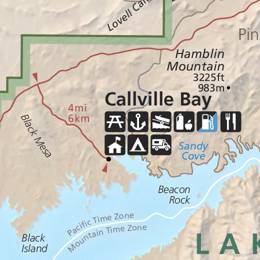 Lovell Can
Pin
Hamblin
Mountain
3225ft
983m
Callville Bay
4mi
6km
Black Mesa
Sandy
Cove
Beacon
Rock
Pacific Time Zone
Mountain Time Zone
Black
Island
LAK